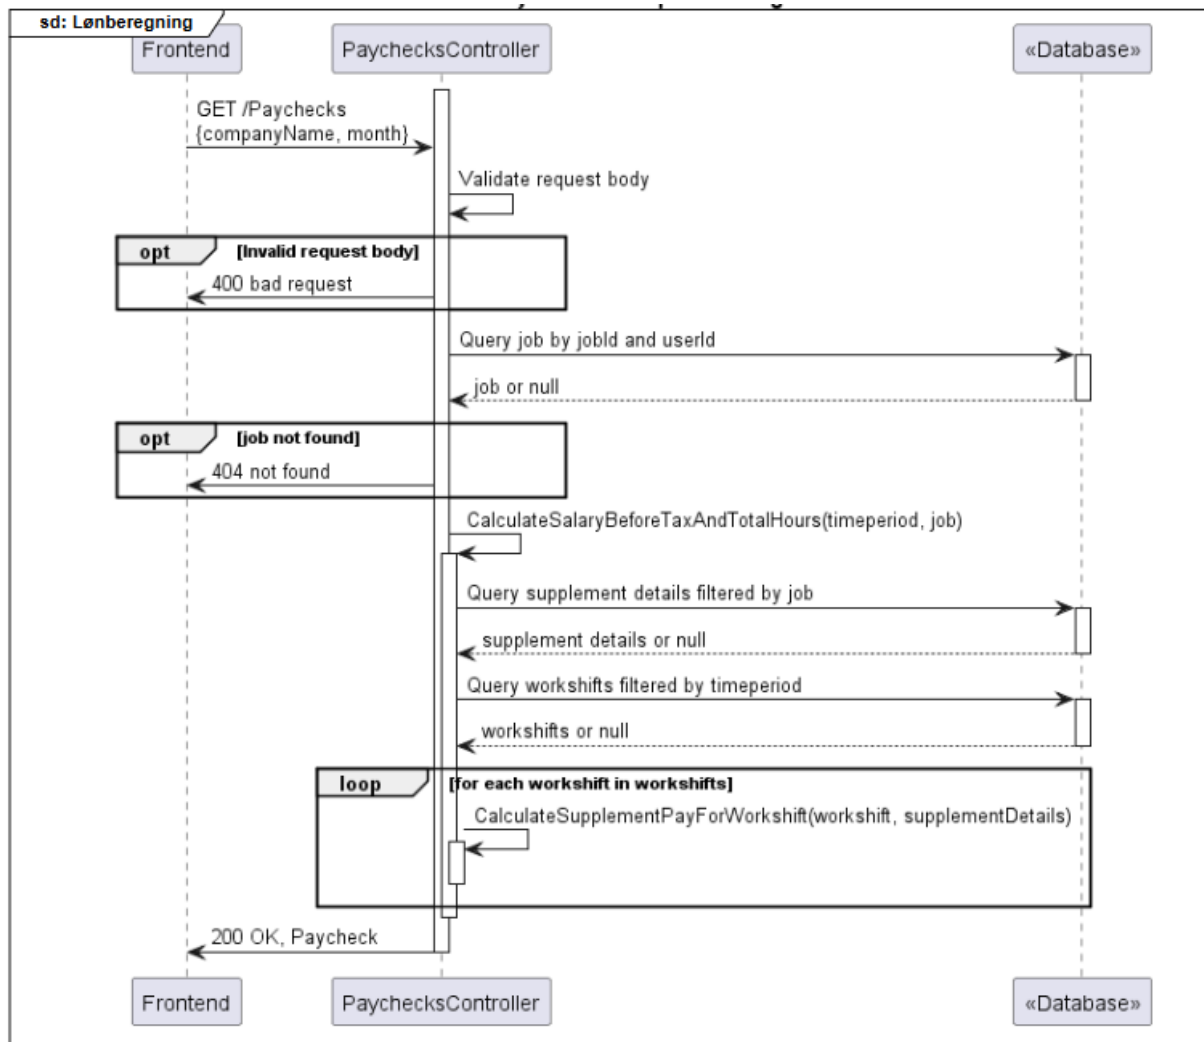 sd: Lønberegning
Frontend
PaychecksController
«Database»
GET /Paychecks
{companyName, month}
Validate request body
opt
[Invalid request body]
400 bad request
Query job by jobId and userId
job or null
opt
[job not found]
404 not found
CalculateSalaryBeforeTaxAndTotalHours(timeperiod, job)
Query supplement details filtered by job
supplement details or null
Query workshifts filtered by timeperiod
workshifts or null
loop
[for each workshift in workshifts]
CalculateSupplementPayForWorkshift(workshift, supplementDetails)
200 OK, Paycheck
Frontend
PaychecksController
«Database»